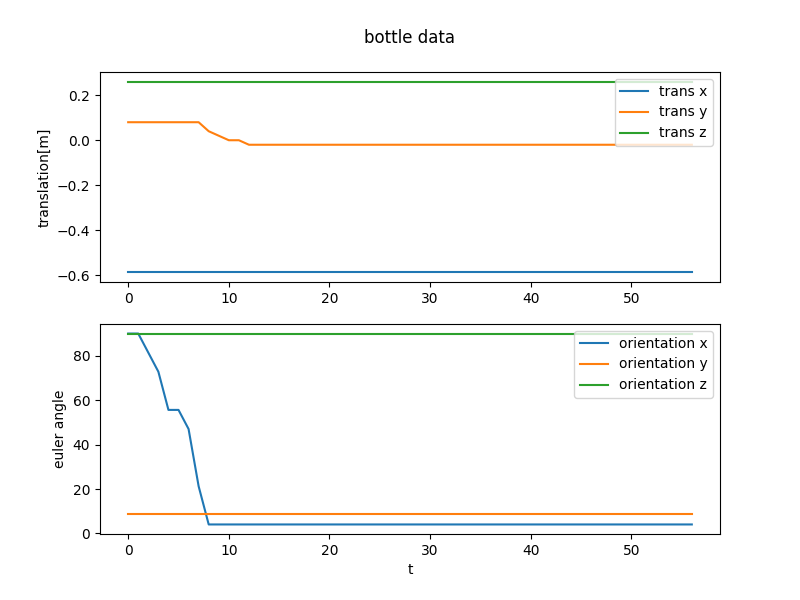 bottle data
translation[m]
0.2
0.0
−0.2
−0.4
−0.6
trans x
trans y
trans z
0 10 20 30 40 50
euler angle
80
60
40
20
0
orientation x
orientation y
orientation z
0 10 20 30 40 50
t